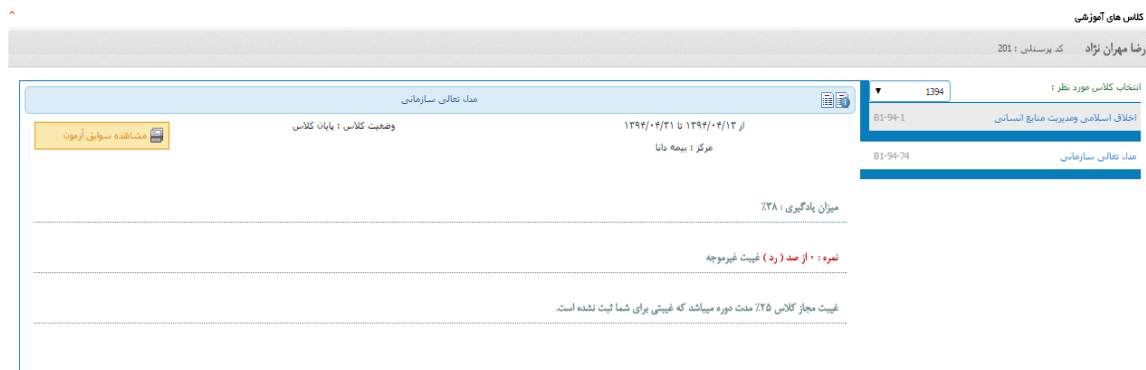 کلاس های آموزشی
رضا مهران نژاد کد پرسنلی : 201
انتخاب کلاس مورد نظر : 1394
اخلاق اسلامی ومدیریت منابع انسانی B1-94-1
مدل تعالی سازمانی B1-94-74
مدل تعالی سازمانی
از ۱۳۹۴/۰۴/۱۳ تا ۱۳۹۴/۰۴/۳۱ وضعیت کلاس : پایان کلاس مشاهده سوابق آزمون
مرکز : بیمه دانا
میزان یادگیری : ۳۸٪
نمره : ۰ از صد ( رد ) غیبت غیرموجه
غیبت مجاز کلاس ۲۵٪ مدت دوره میباشد که غیبتی برای شما ثبت نشده است.